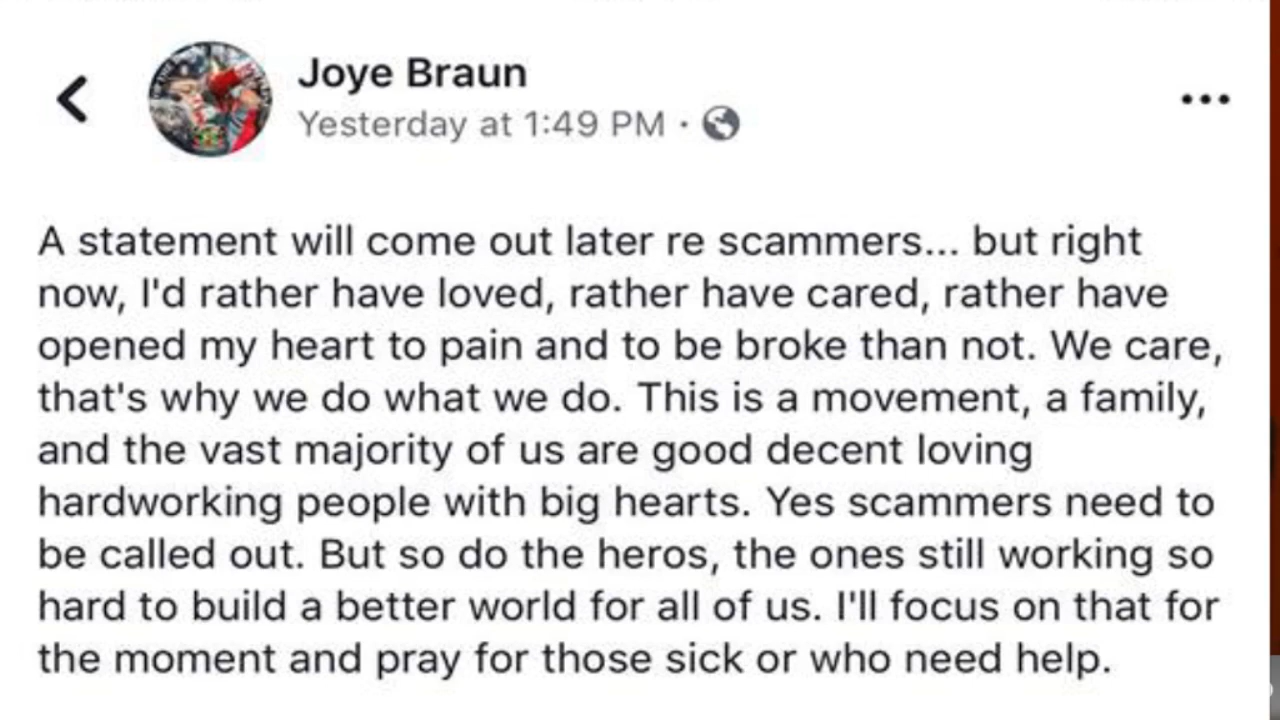 Joye Braun
Yesterday at 1:49 PM ·
A statement will come out later re scammers... but right
now, I'd rather have loved, rather have cared, rather have
opened my heart to pain and to be broke than not. We care,
that's why we do what we do. This is a movement, a family,
and the vast majority of us are good decent loving
hardworking people with big hearts. Yes scammers need to
be called out. But so do the heros, the ones still working so
hard to build a better world for all of us. I'll focus on that for
the moment and pray for those sick or who need help.